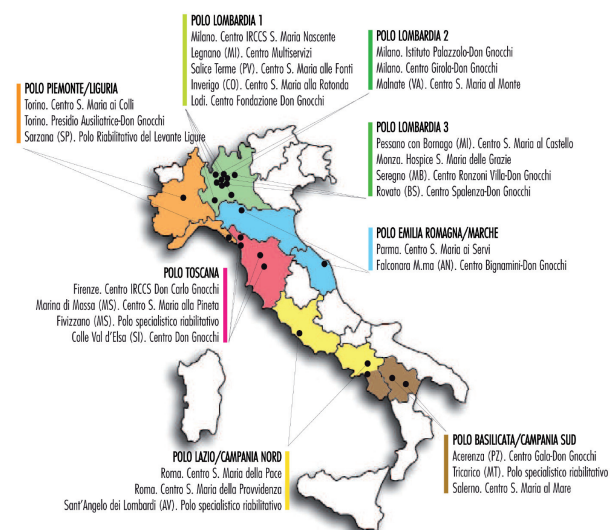 POLO LOMBARDIA 1
Milano. Centro IRCCS S. Maria Nascente
Legnano (MI). Centro Multiservizi
Salice Terme (PV). Centro S. Maria alle Fonti
Inverigo (CO). Centro S. Maria alla Rotonda
Lodi. Centro Fondazione Don Gnocchi
POLO LOMBARDIA 2
Milano. Istituto Palazzolo-Don Gnocchi
Milano. Centro Girola-Don Gnocchi
Malnate (VA). Centro S. Maria al Monte
POLO PIEMONTE/LIGURIA
Torino. Centro S. Maria ai Colli
Torino. Presidio Ausiliatrice-Don Gnocchi
Sarzana (SP). Polo Riabilitativo del Levante Ligure
POLO LOMBARDIA 3
Pessano con Bornago (MI). Centro S. Maria al Castello
Monza. Hospice S. Maria delle Grazie
Seregno (MB). Centro Ronzoni Villa-Don Gnocchi
Rovato (BS). Centro Spalenza-Don Gnocchi
POLO EMILIA ROMAGNA/MARCHE
Parma. Centro S. Maria ai Servi
Falconara M.ma (AN). Centro Bignamini-Don Gnocchi
POLO TOSCANA
Firenze. Centro IRCCS Don Carlo Gnocchi
Marina di Massa (MS). Centro S. Maria alla Pineta
Fivizzano (MS). Polo specialistico riabilitativo
Colle Val d'Elsa (SI). Centro Don Gnocchi
POLO LAZIO/CAMPANIA NORD
Roma. Centro S. Maria della Pace
Roma. Centro S. Maria della Provvidenza
Sant'Angelo dei Lombardi (AV). Polo specialistico riabilitativo
POLO BASILICATA/CAMPANIA SUD
Acerenza (PZ). Centro Gala-Don Gnocchi
Tricarico (MT). Polo specialistico riabilitativo
Salerno. Centro S. Maria al Mare